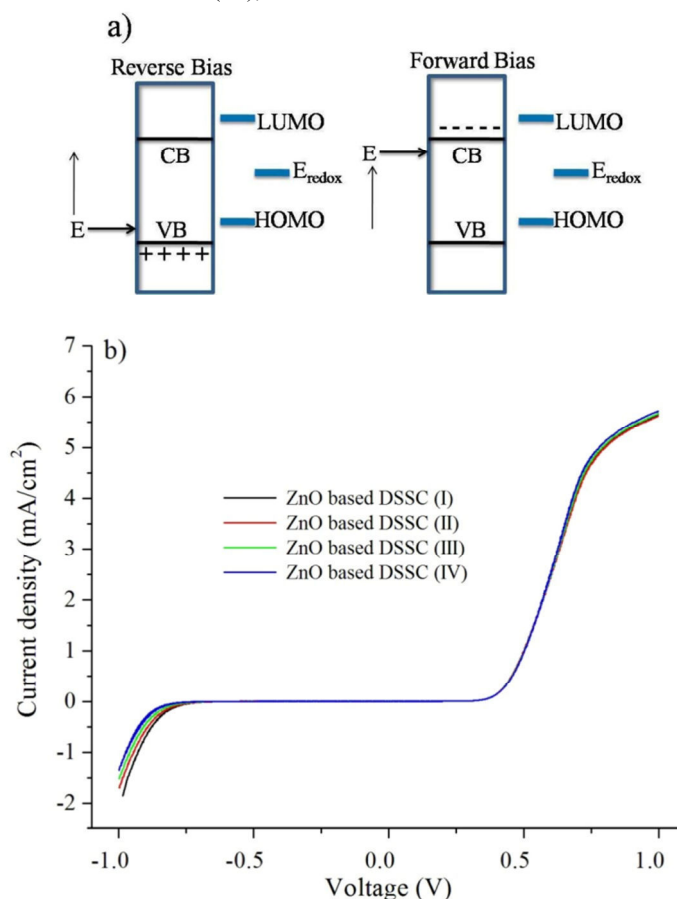 a)
Reverse Bias
Forward Bias
LUMO
LUMO
CB
E
CB
E_redox
E_redox
E
VB
HOMO
HOMO
VB
+ + + +
b)
7
6
5
4
3
2
1
0
-1
-2
Current density (mA/cm²)
ZnO based DSSC (I)
ZnO based DSSC (II)
ZnO based DSSC (III)
ZnO based DSSC (IV)
-1.0 -0.5 0.0 0.5 1.0
Voltage (V)